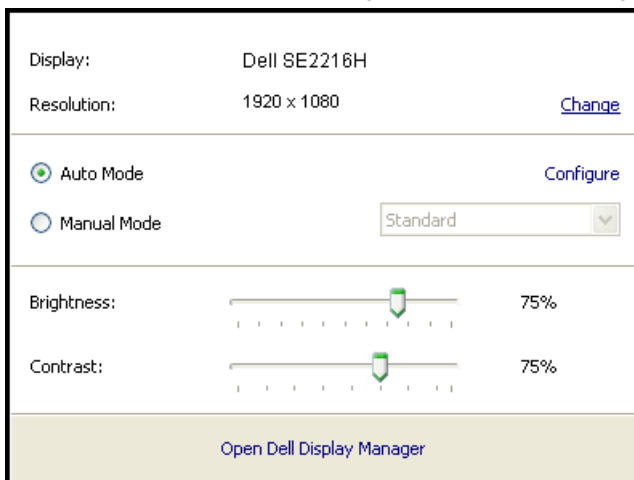 Display: Dell SE2216H
Resolution: 1920 x 1080 Change
Auto Mode Configure
Manual Mode Standard
Brightness: 75%
Contrast: 75%
Open Dell Display Manager